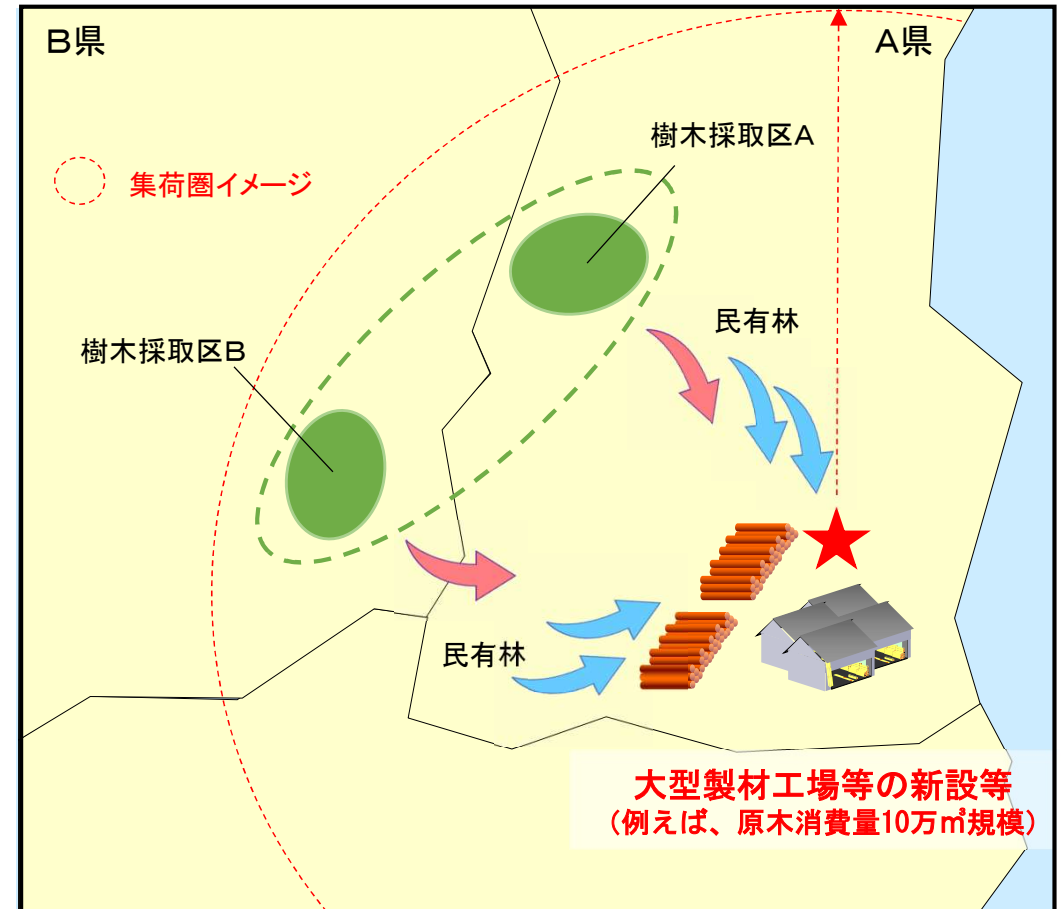 B県
A県
樹木採取区A
集荷圏イメージ
民有林
樹木採取区B
民有林
大型製材工場等の新設等
（例えば、原木消費量10万㎥規模）